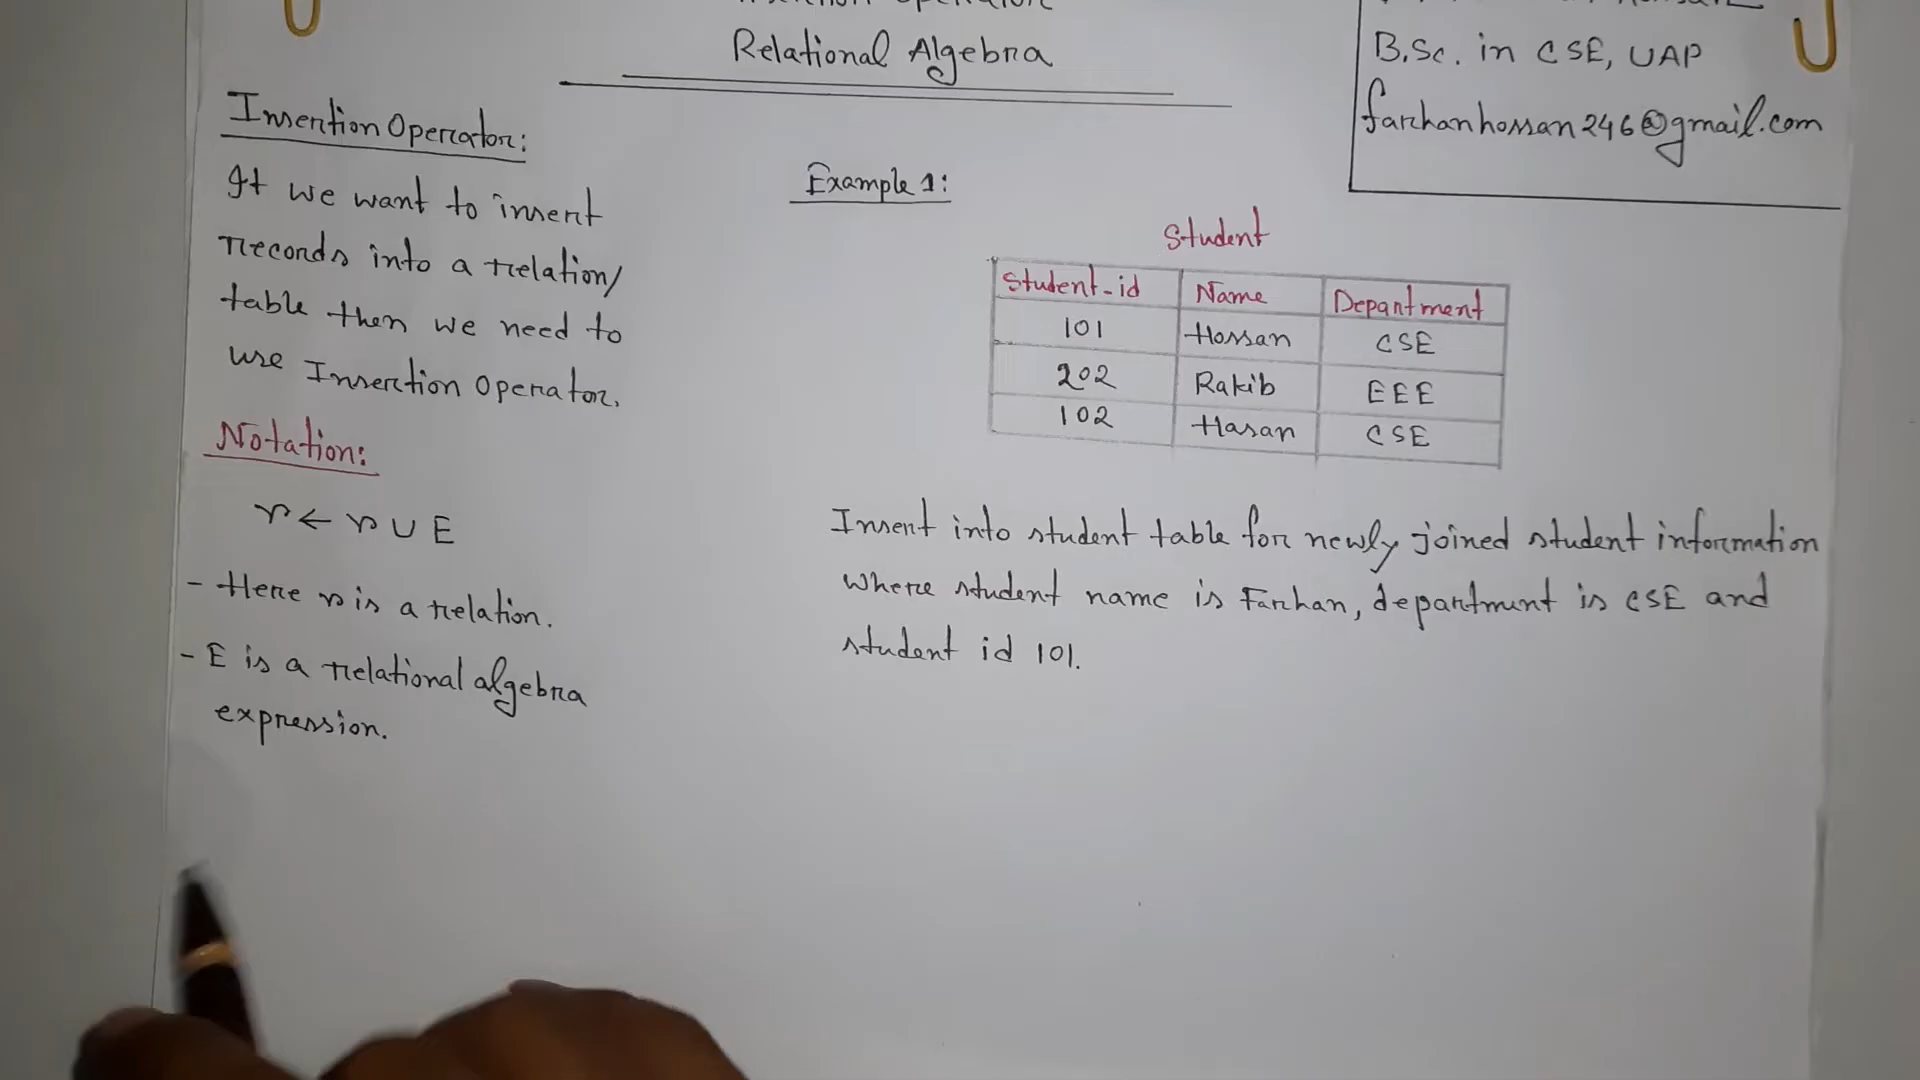 Relational Algebra
B.Sc. in CSE, UAP
farhanhossan246@gmail.com
Insertion Operator:
If we want to insert
records into a relation/
table then we need to
use Insertion Operator.
Notation:
r ← r ∪ E
- Here r is a relation.
- E is a relational algebra
expression.
Example 1:
Student
Student-id Name Department
101 Hossan CSE
202 Rakib EEE
102 Hasan CSE
Insert into student table for newly joined student information
where student name is Farhan, department is CSE and
student id 101.